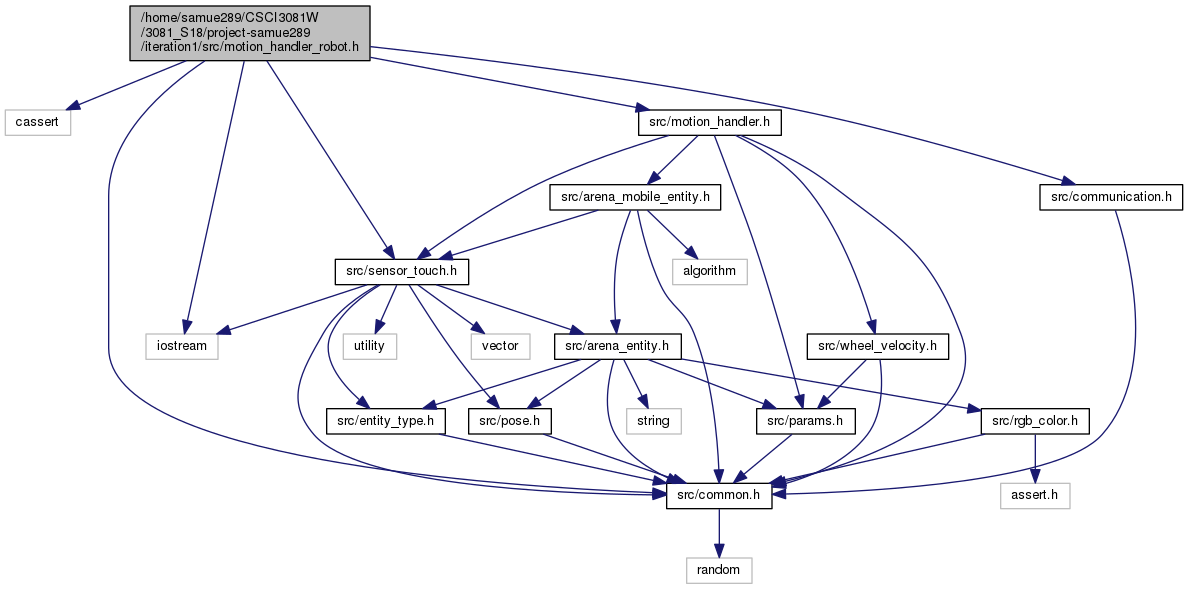 /home/samue289/CSCI3081W
/3081_S18/project-samue289
/iteration1/src/motion_handler_robot.h
cassert
src/motion_handler.h
src/arena_mobile_entity.h
src/communication.h
src/sensor_touch.h
algorithm
iostream
utility
vector
src/arena_entity.h
src/wheel_velocity.h
src/entity_type.h
src/pose.h
string
src/params.h
src/rgb_color.h
src/common.h
assert.h
random